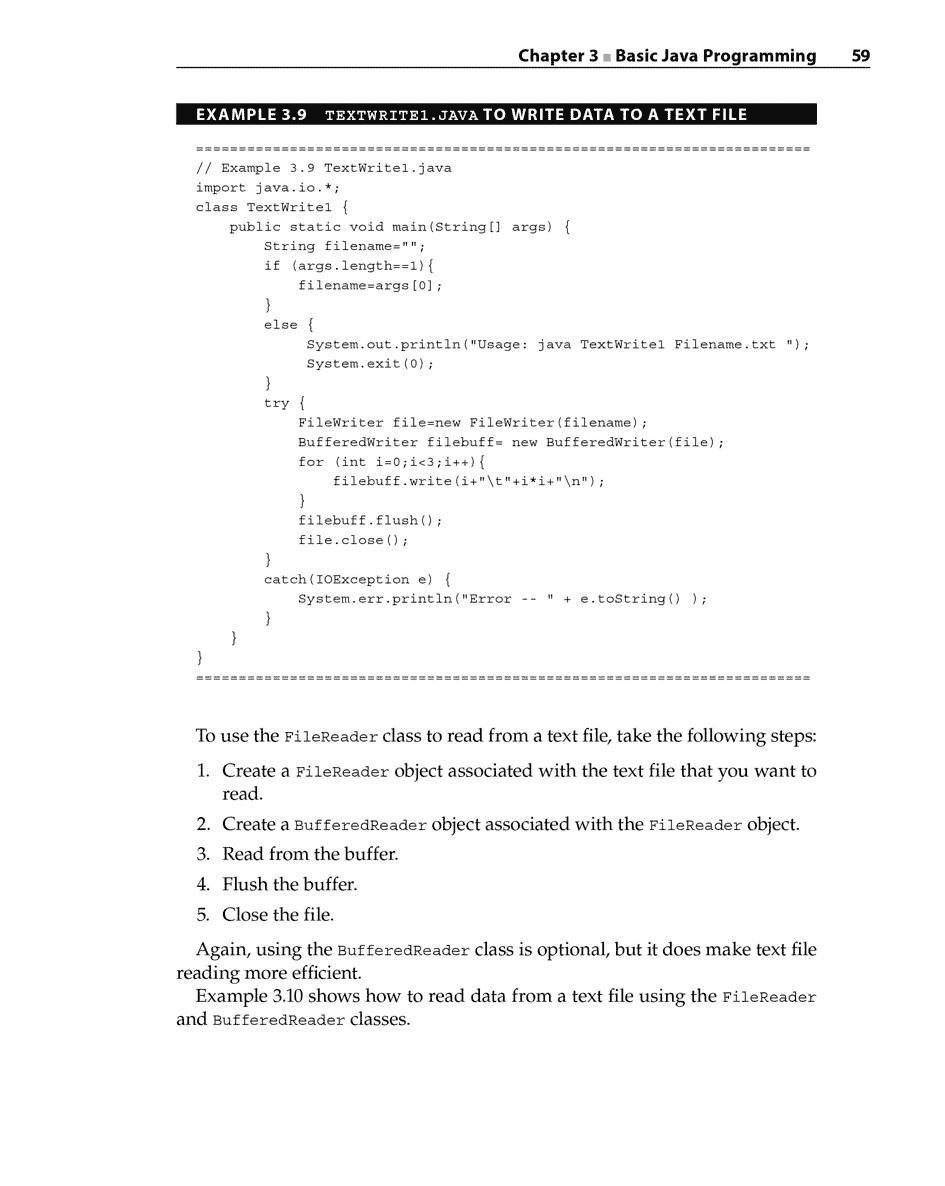 Chapter 3 ■ Basic Java Programming 59
EXAMPLE 3.9 TEXTWRITE1.JAVA TO WRITE DATA TO A TEXT FILE
========================================================================
// Example 3.9 TextWrite1.java
import java.io.*;
class TextWrite1 {
    public static void main(String[] args) {
        String filename="";
        if (args.length==1){
            filename=args[0];
        }
        else {
             System.out.println("Usage: java TextWrite1 Filename.txt ");
             System.exit(0);
        }
        try {
            FileWriter file=new FileWriter(filename);
            BufferedWriter filebuff= new BufferedWriter(file);
            for (int i=0;i<3;i++){
                filebuff.write(i+"\t"+i*i+"\n");
            }
            filebuff.flush();
            file.close();
        }
        catch(IOException e) {
            System.err.println("Error -- " + e.toString() );
        }
    }
}
========================================================================
To use the FileReader class to read from a text file, take the following steps:
1. Create a FileReader object associated with the text file that you want to
read.
2. Create a BufferedReader object associated with the FileReader object.
3. Read from the buffer.
4. Flush the buffer.
5. Close the file.
Again, using the BufferedReader class is optional, but it does make text file
reading more efficient.
Example 3.10 shows how to read data from a text file using the FileReader
and BufferedReader classes.